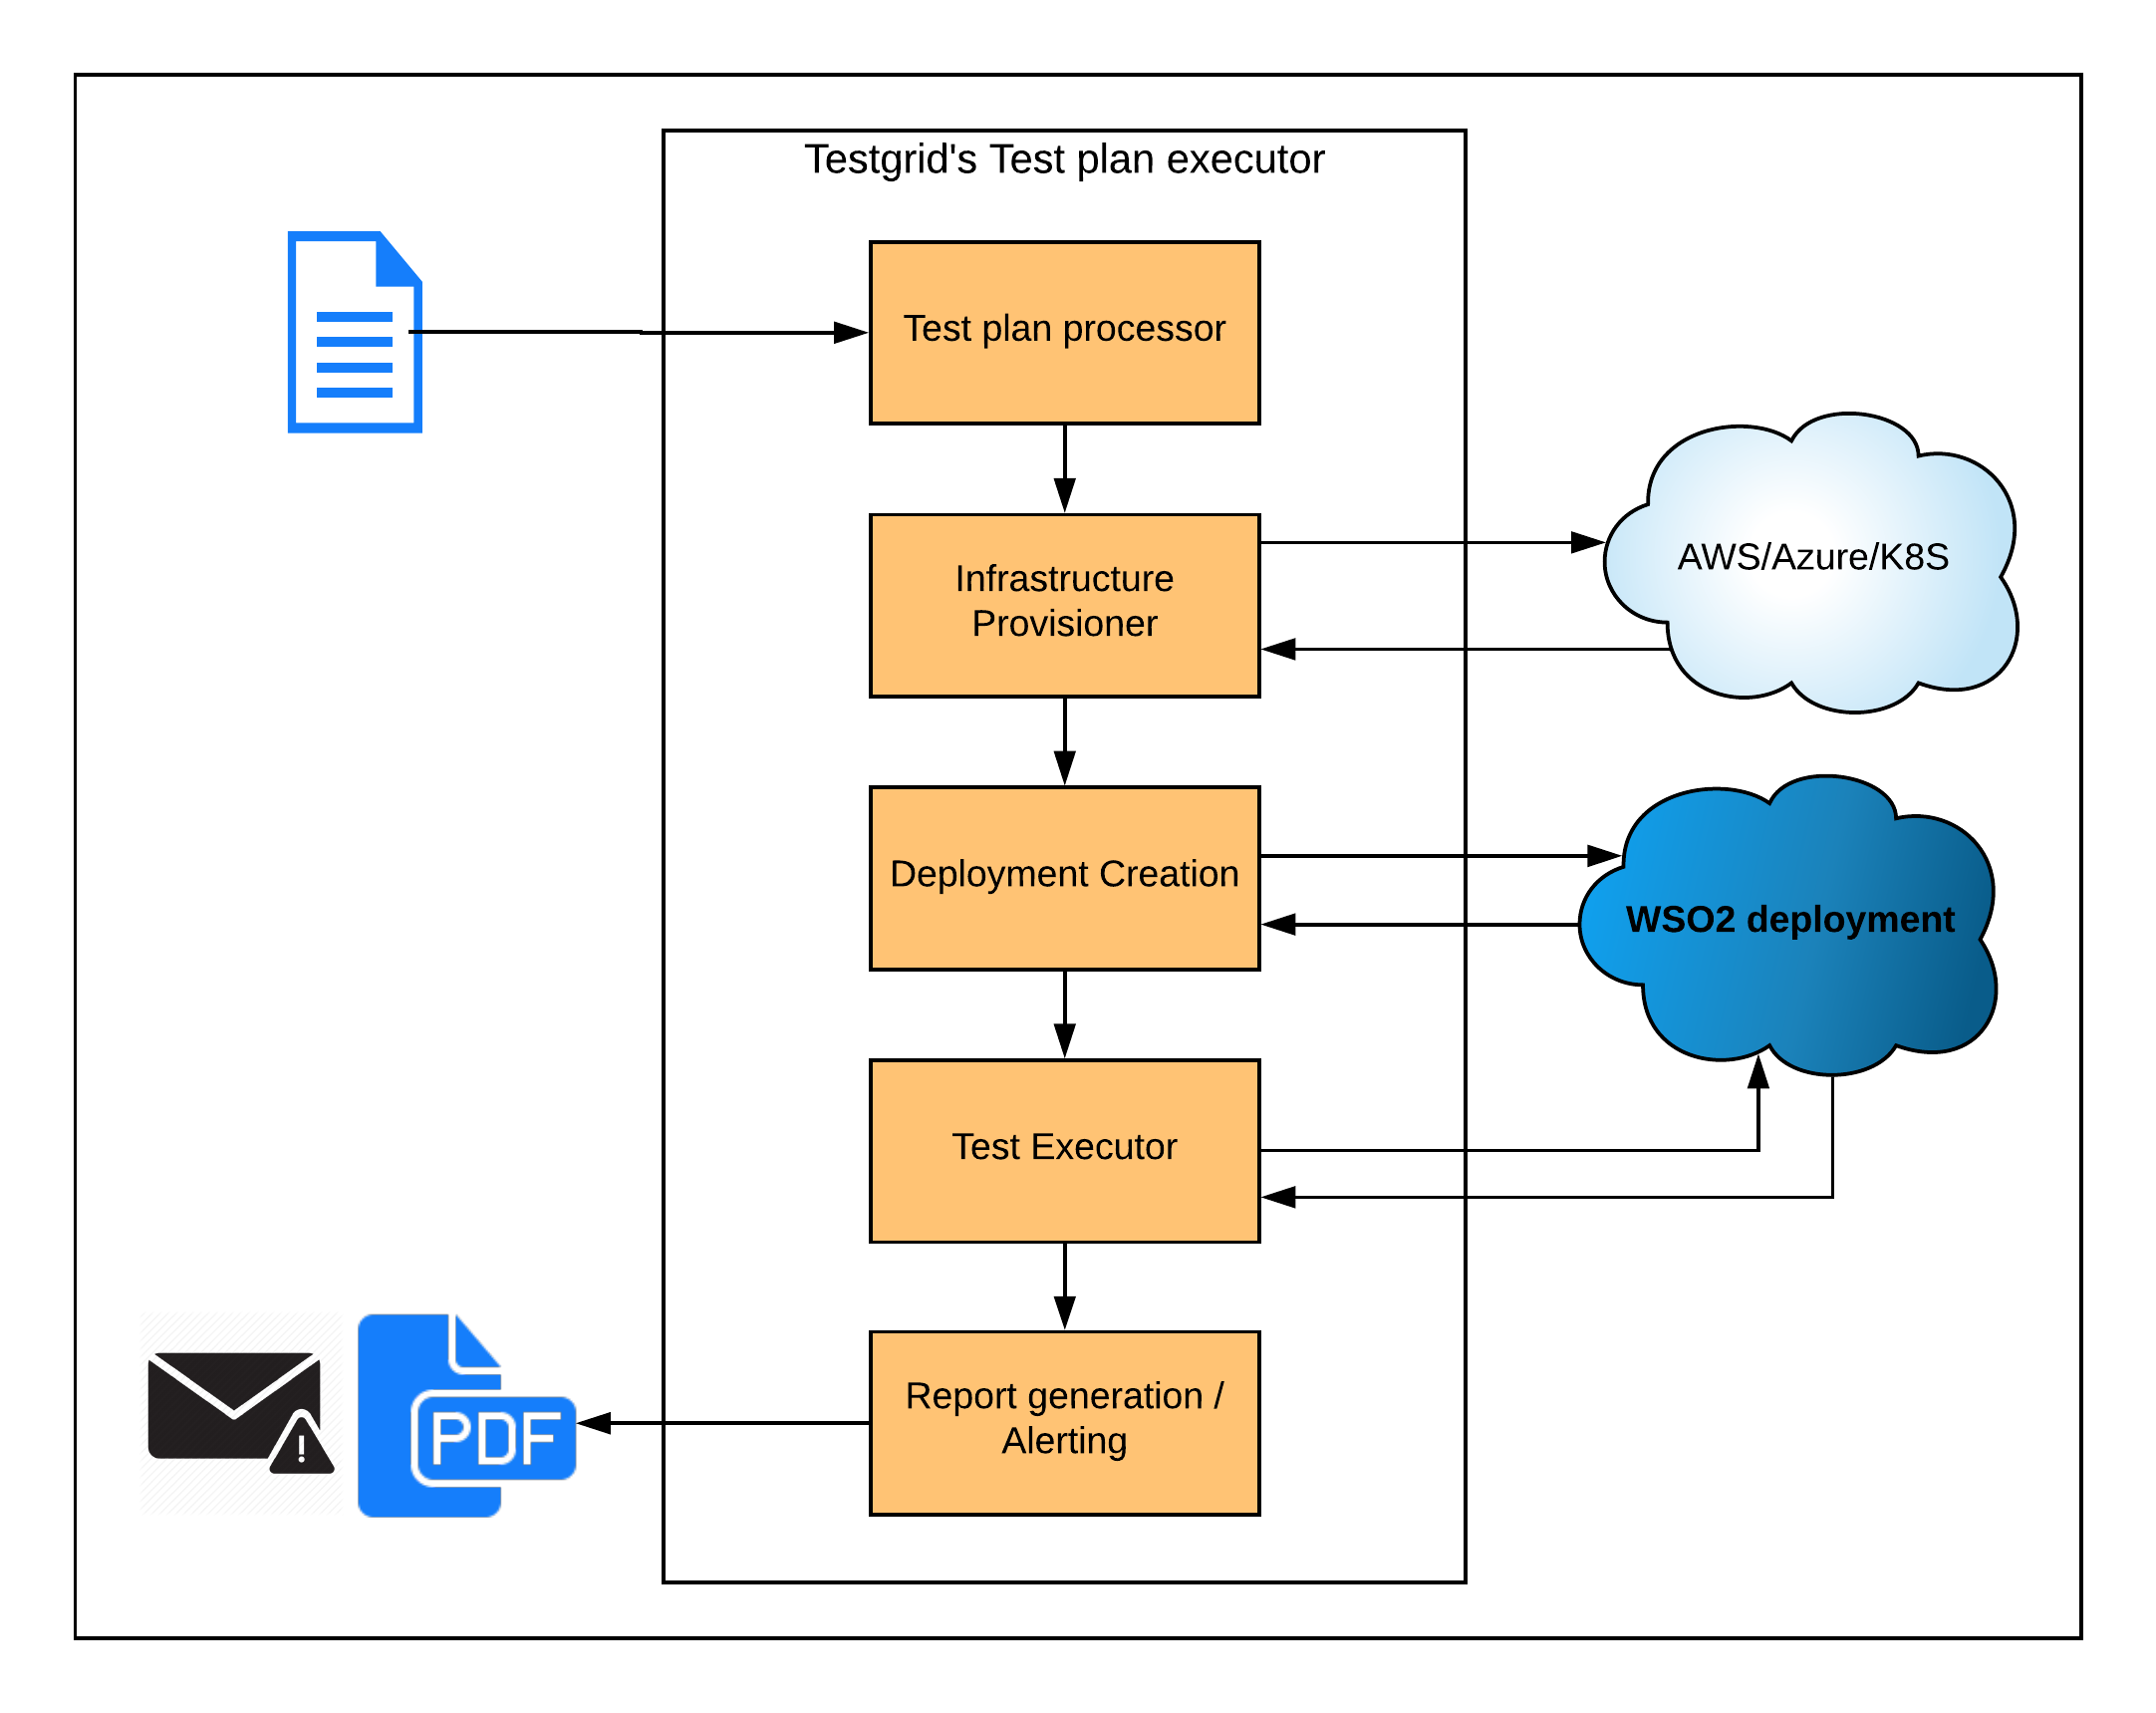 Testgrid's Test plan executor
Test plan processor
Infrastructure
Provisioner
AWS/Azure/K8S
Deployment Creation
WSO2 deployment
Test Executor
Report generation /
Alerting
PDF